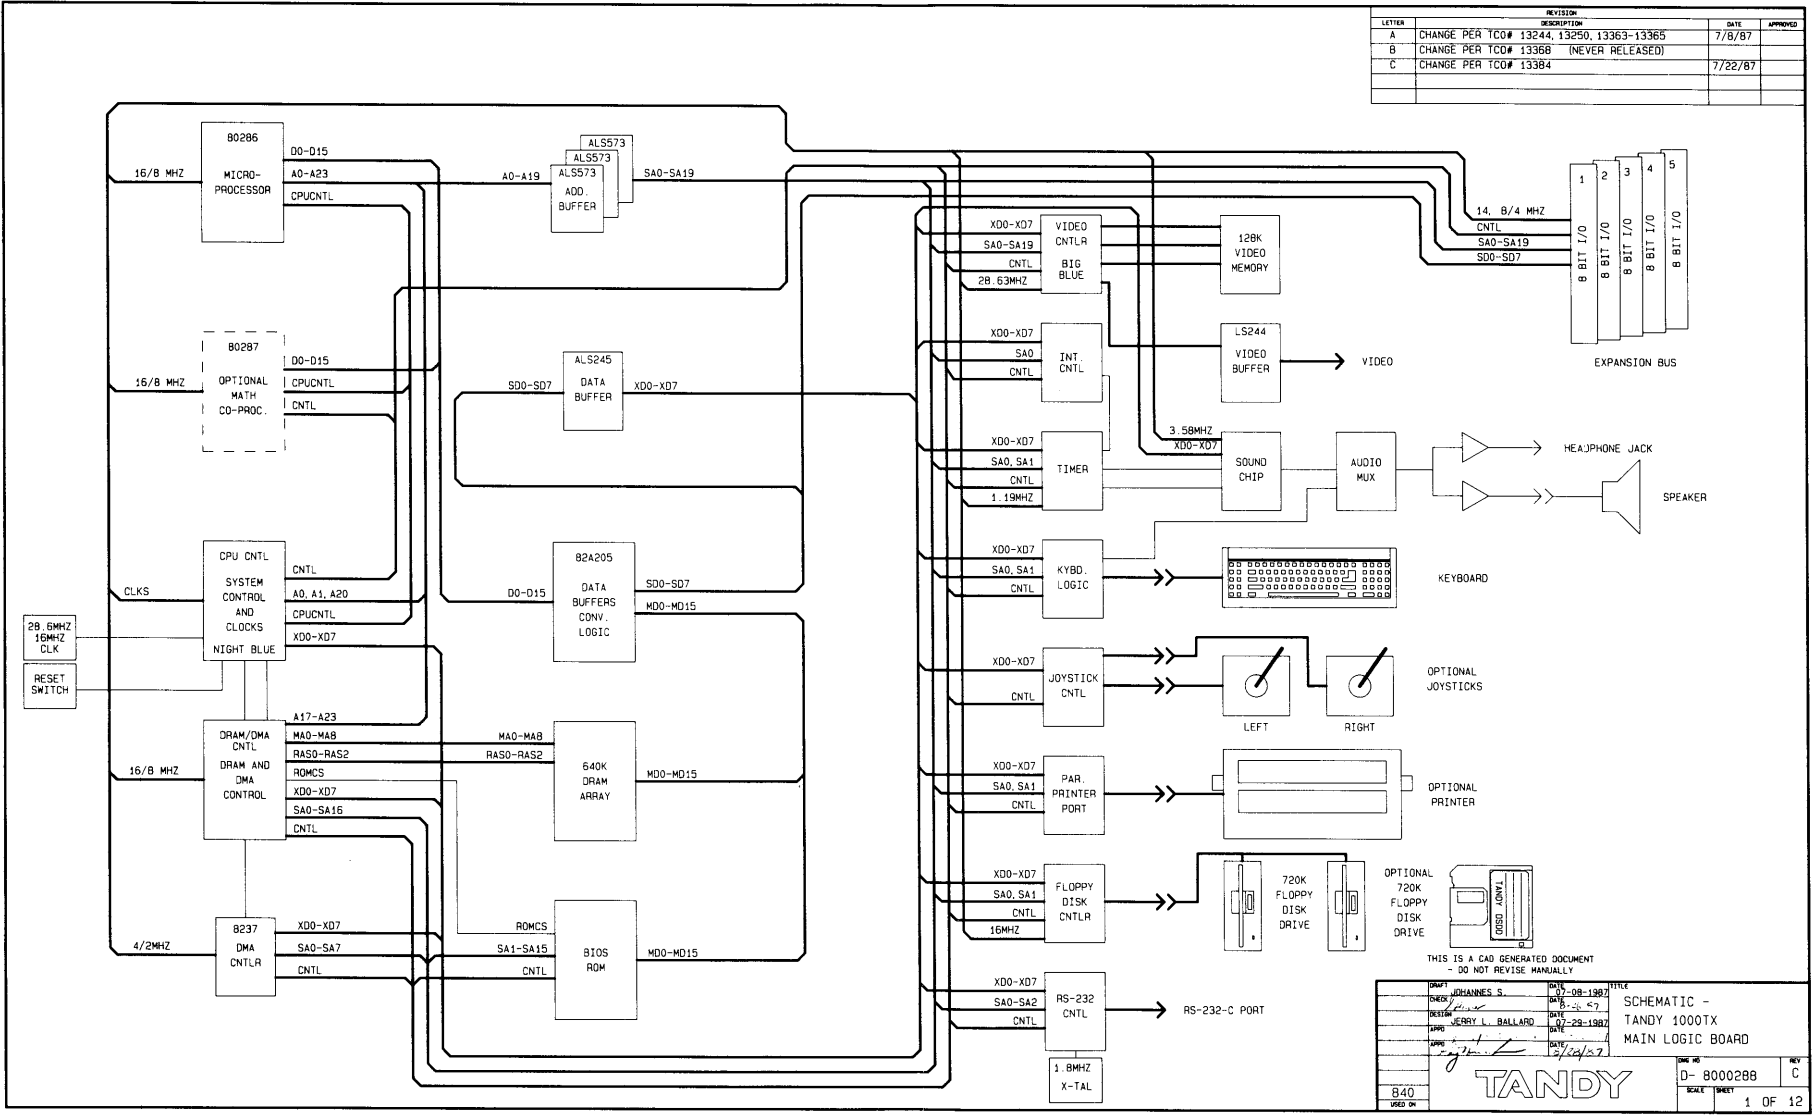 REVISION
LETTER DESCRIPTION DATE APPROVED
A CHANGE PER TCO# 13244, 13250, 13363-13365 7/8/87
B CHANGE PER TCO# 13368 (NEVER RELEASED)
C CHANGE PER TCO# 13384 7/22/87
80286
MICRO-
PROCESSOR
16/8 MHZ
D0-D15
A0-A23
CPUCNTL
A0-A19
ALS573
ALS573
ALS573
ADD.
BUFFER
SA0-SA19
80287
OPTIONAL
MATH
CO-PROC.
16/8 MHZ
D0-D15
CPUCNTL
CNTL
SD0-SD7
ALS245
DATA
BUFFER
XD0-XD7
CPU CNTL
SYSTEM
CONTROL
AND
CLOCKS
NIGHT BLUE
CLKS
CNTL
A0, A1, A20
CPUCNTL
XD0-XD7
28.6MHZ
16MHZ
CLK
RESET
SWITCH
D0-D15
82A205
DATA
BUFFERS
CONV.
LOGIC
SD0-SD7
MD0-MD15
DRAM/DMA
CNTL
DRAM AND
DMA
CONTROL
16/8 MHZ
A17-A23
MA0-MA8
RAS0-RAS2
ROMCS
XD0-XD7
SA0-SA16
CNTL
MA0-MA8
RAS0-RAS2
640K
DRAM
ARRAY
MD0-MD15
4/2MHZ
8237
DMA
CNTLR
XD0-XD7
SA0-SA7
CNTL
ROMCS
SA1-SA15
CNTL
BIOS
ROM
MD0-MD15
XD0-XD7
SA0-SA19
CNTL
28.63MHZ
VIDEO
CNTLR
BIG
BLUE
128K
VIDEO
MEMORY
XD0-XD7
SA0
CNTL
INT.
CNTL
LS244
VIDEO
BUFFER
VIDEO
XD0-XD7
SA0, SA1
CNTL
1.19MHZ
TIMER
3.58MHZ
XD0-XD7
SOUND
CHIP
AUDIO
MUX
HEADPHONE JACK
SPEAKER
XD0-XD7
SA0, SA1
CNTL
KYBD.
LOGIC
KEYBOARD
XD0-XD7
CNTL
JOYSTICK
CNTL
LEFT
RIGHT
OPTIONAL
JOYSTICKS
XD0-XD7
SA0, SA1
CNTL
PAR.
PRINTER
PORT
OPTIONAL
PRINTER
XD0-XD7
SA0, SA1
CNTL
16MHZ
FLOPPY
DISK
CNTLR
720K
FLOPPY
DISK
DRIVE
OPTIONAL
720K
FLOPPY
DISK
DRIVE
TANDY DSDD
XD0-XD7
SA0-SA2
CNTL
RS-232
CNTL
RS-232-C PORT
1.8MHZ
X-TAL
14, 8/4 MHZ
CNTL
SA0-SA19
SD0-SD7
1 8 BIT I/O
2 8 BIT I/O
3 8 BIT I/O
4 8 BIT I/O
5 8 BIT I/O
EXPANSION BUS
THIS IS A CAD GENERATED DOCUMENT
- DO NOT REVISE MANUALLY
DRAFT JOHANNES S. DATE 07-08-1987
CHECK DATE
DESIGN JERRY L. BALLARD DATE 07-29-1987
APPD DATE
APPD DATE 8/28/87
TITLE
SCHEMATIC -
TANDY 1000TX
MAIN LOGIC BOARD
TANDY
DWG NO
D- 8000288
REV
C
SCALE SHEET
1 OF 12
840
USED ON